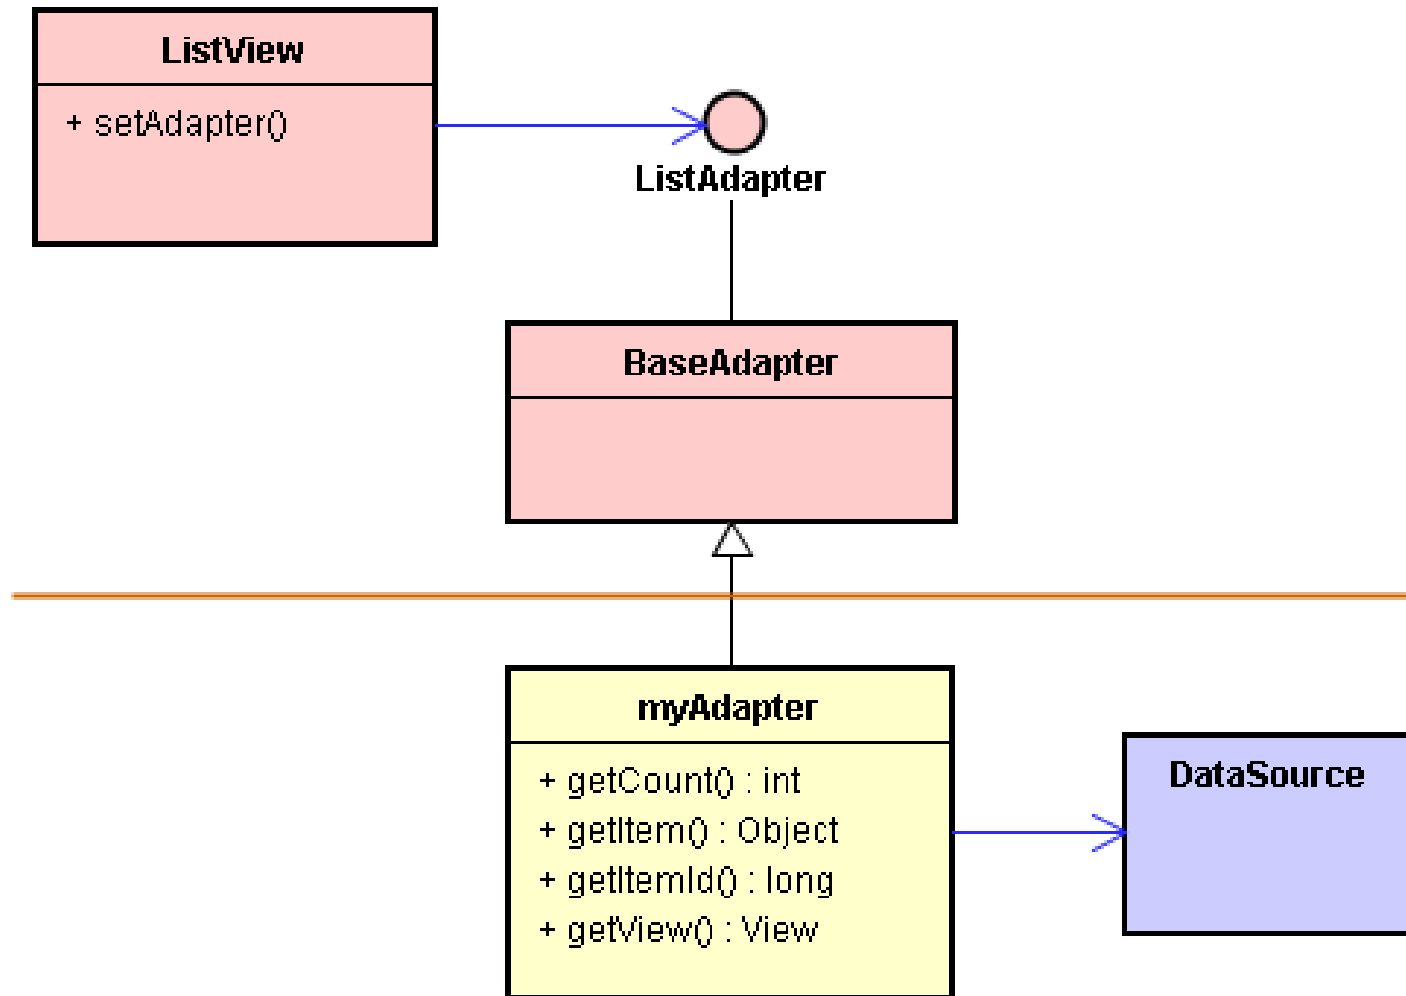 ListView
+ setAdapter()
ListAdapter
BaseAdapter
myAdapter
+ getCount() : int
+ getItem() : Object
+ getItemId() : long
+ getView() : View
DataSource